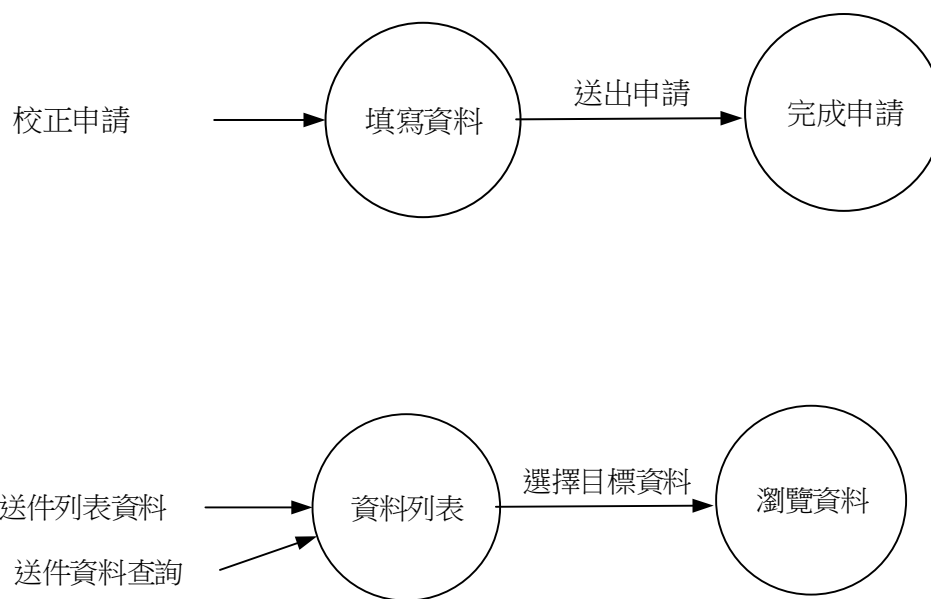 送出申請
校正申請
填寫資料
完成申請
選擇目標資料
送件列表資料
資料列表
瀏覽資料
送件資料查詢